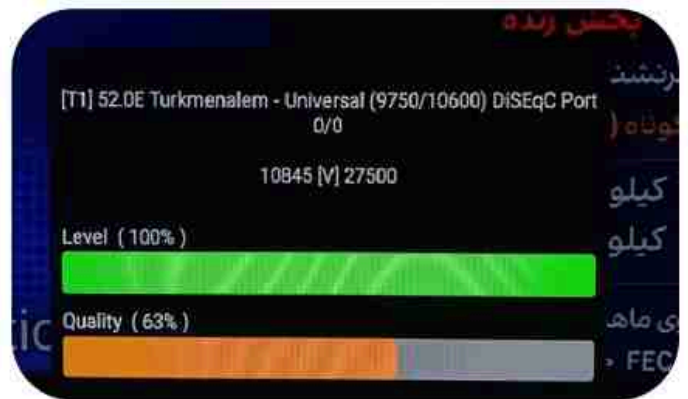 پخش زنده
[T1] 52.0E Turkmenalem - Universal (9750/10600) DiSEqC Port
0/0
10845 [V] 27500
کیلو
Level ( 100% )
کیلو
Quality ( 63% )
FEC